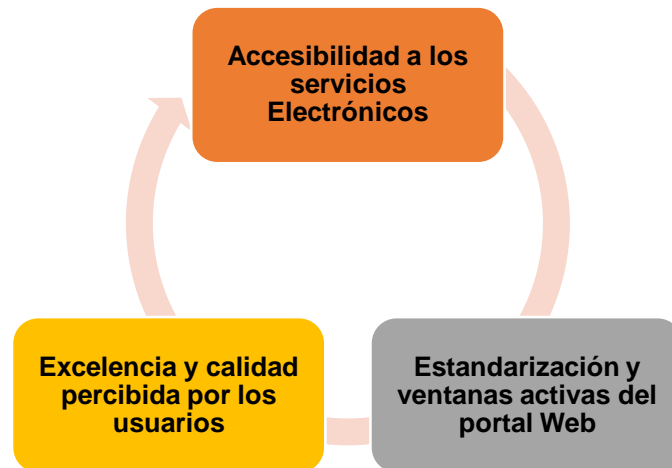 Accesibilidad a los
servicios
Electrónicos
Excelencia y calidad
percibida por los
usuarios
Estandarización y
ventanas activas del
portal Web